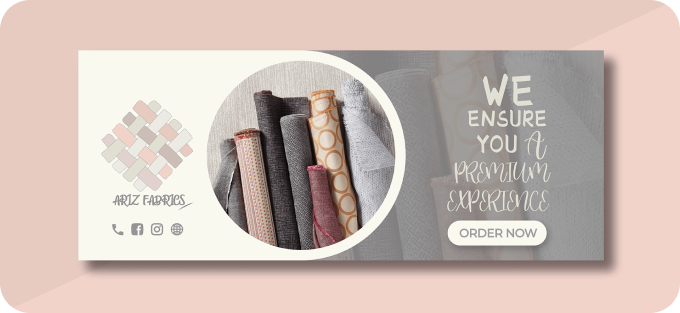 ARIZ FABRICS
WE
ENSURE
YOU A
PREMIUM
EXPERIENCE
ORDER NOW